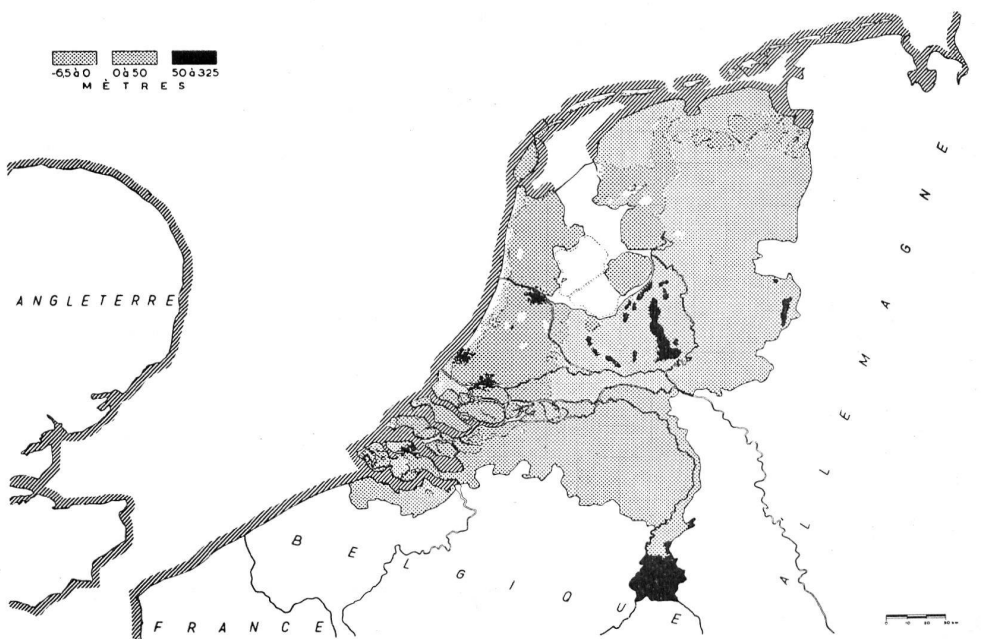 -6,5 à 0 0 à 50 50 à 325
MÈTRES
ANGLETERRE
ALLEMAGNE
BELGIQUE
FRANCE